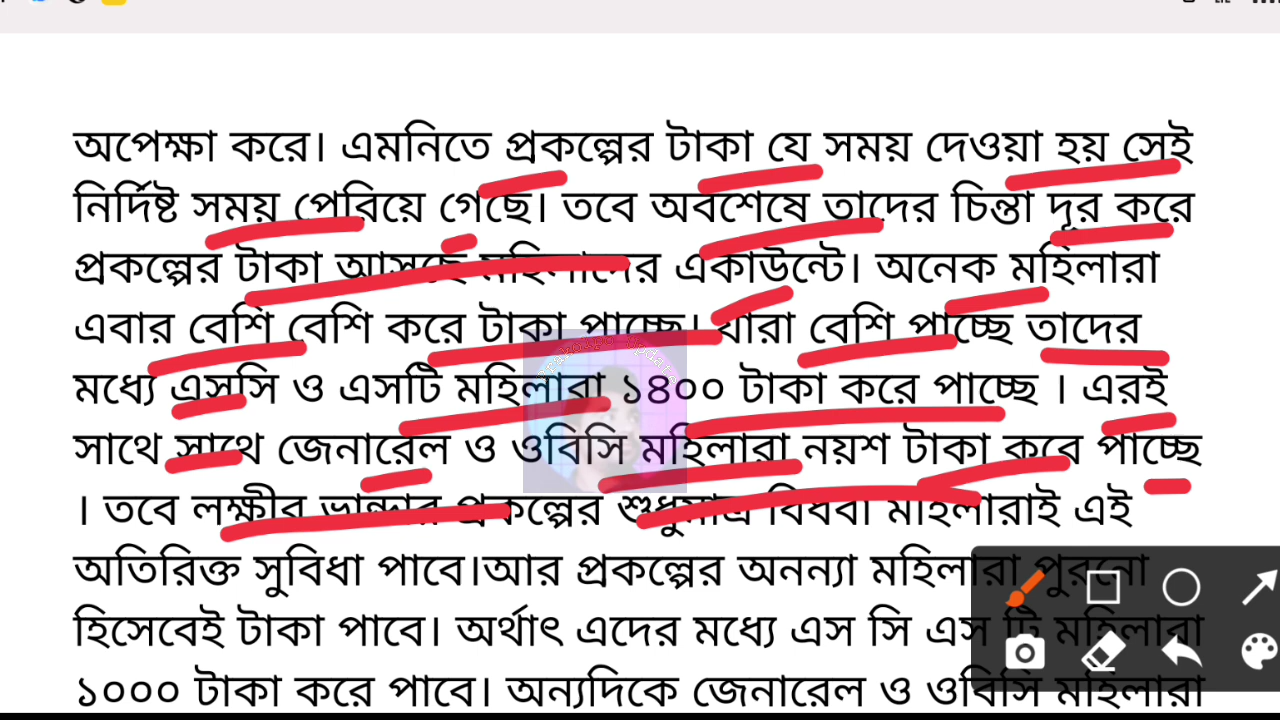 অপেক্ষা করে। এমনিতে প্রকল্পের টাকা যে সময় দেওয়া হয় সেই
নির্দিষ্ট সময় পেরিয়ে গেছে। তবে অবশেষে তাদের চিন্তা দূর করে
প্রকল্পের টাকা আসছে মহিলাদের একাউন্টে। অনেক মহিলারা
এবার বেশি বেশি করে টাকা পাচ্ছে। যারা বেশি পাচ্ছে তাদের
মধ্যে এসসি ও এসটি মহিলারা ১৪০০ টাকা করে পাচ্ছে । এরই
সাথে সাথে জেনারেল ও ওবিসি মহিলারা নয়শ টাকা করে পাচ্ছে
। তবে লক্ষীর ভান্ডার প্রকল্পের শুধুমাত্র বিধবা মহিলারাই এই
অতিরিক্ত সুবিধা পাবে।আর প্রকল্পের অনন্যা মহিলারা পুরনো
হিসেবেই টাকা পাবে। অর্থাৎ এদের মধ্যে এস সি এস টি মহিলারা
১০০০ টাকা করে পাবে। অন্যদিকে জেনারেল ও ওবিসি মহিলারা